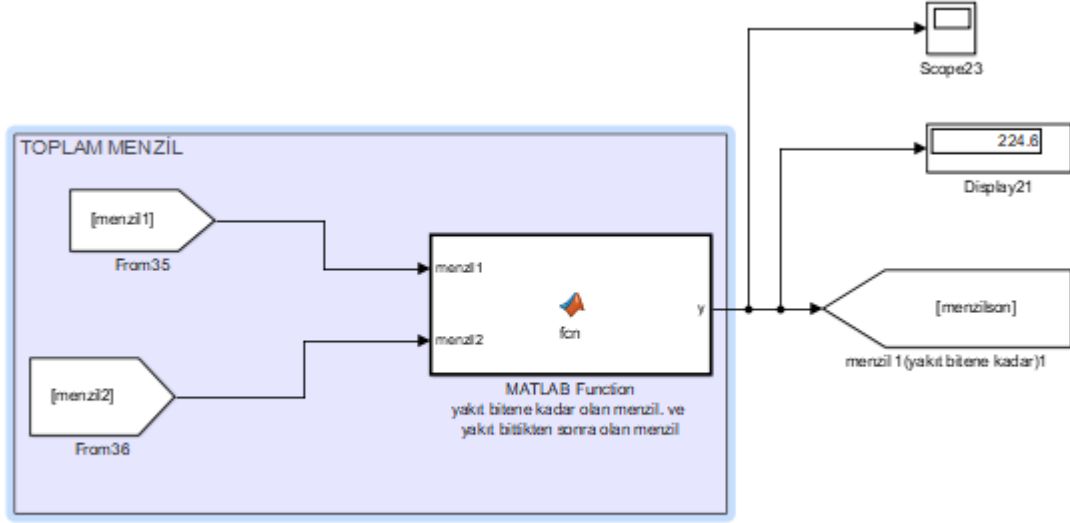 Scope23
224.6
Display21
TOPLAM MENZİL
[menzil1]
From35
menzil1
menzil2
fcn
y
[menzilson]
menzil 1(yakıt bitene kadar)1
[menzil2]
From36
MATLAB Function
yakıt bitene kadar olan menzil. ve
yakıt bittikten sonra olan menzil